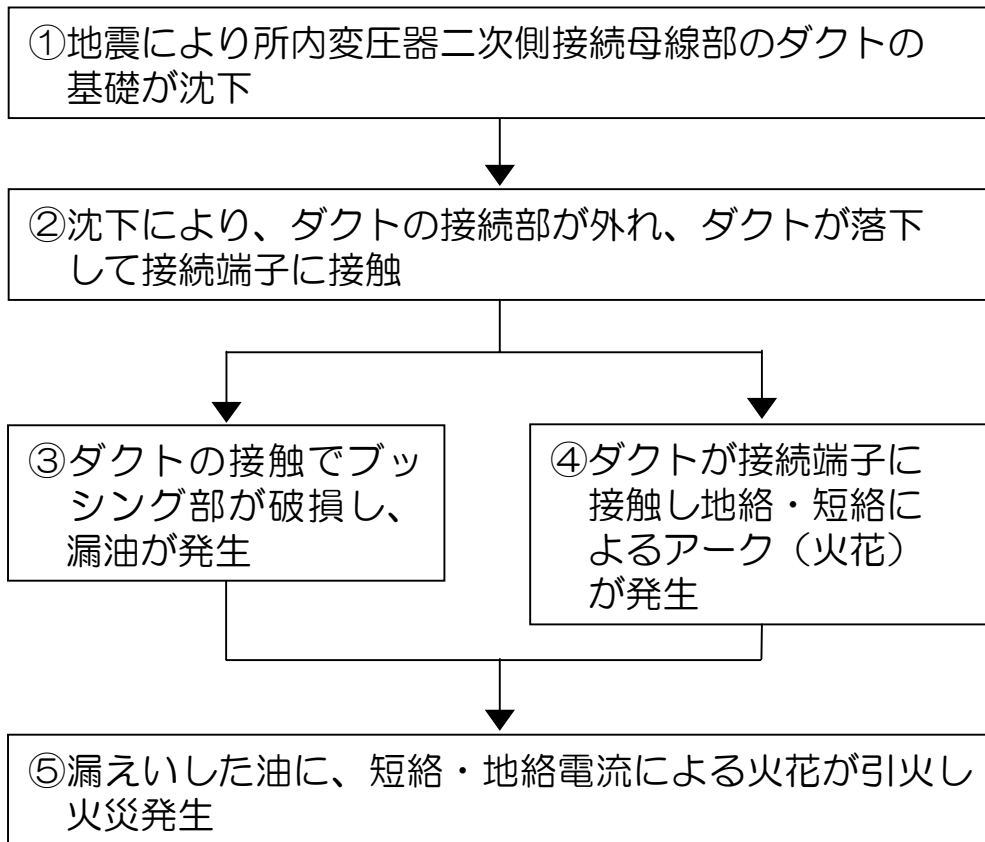 ①地震により所内変圧器二次側接続母線部のダクトの
基礎が沈下
②沈下により、ダクトの接続部が外れ、ダクトが落下
して接続端子に接触
③ダクトの接触でブッ
シング部が破損し、
漏油が発生
④ダクトが接続端子に
接触し地絡・短絡に
よるアーク（火花）
が発生
⑤漏えいした油に、短絡・地絡電流による火花が引火し
火災発生